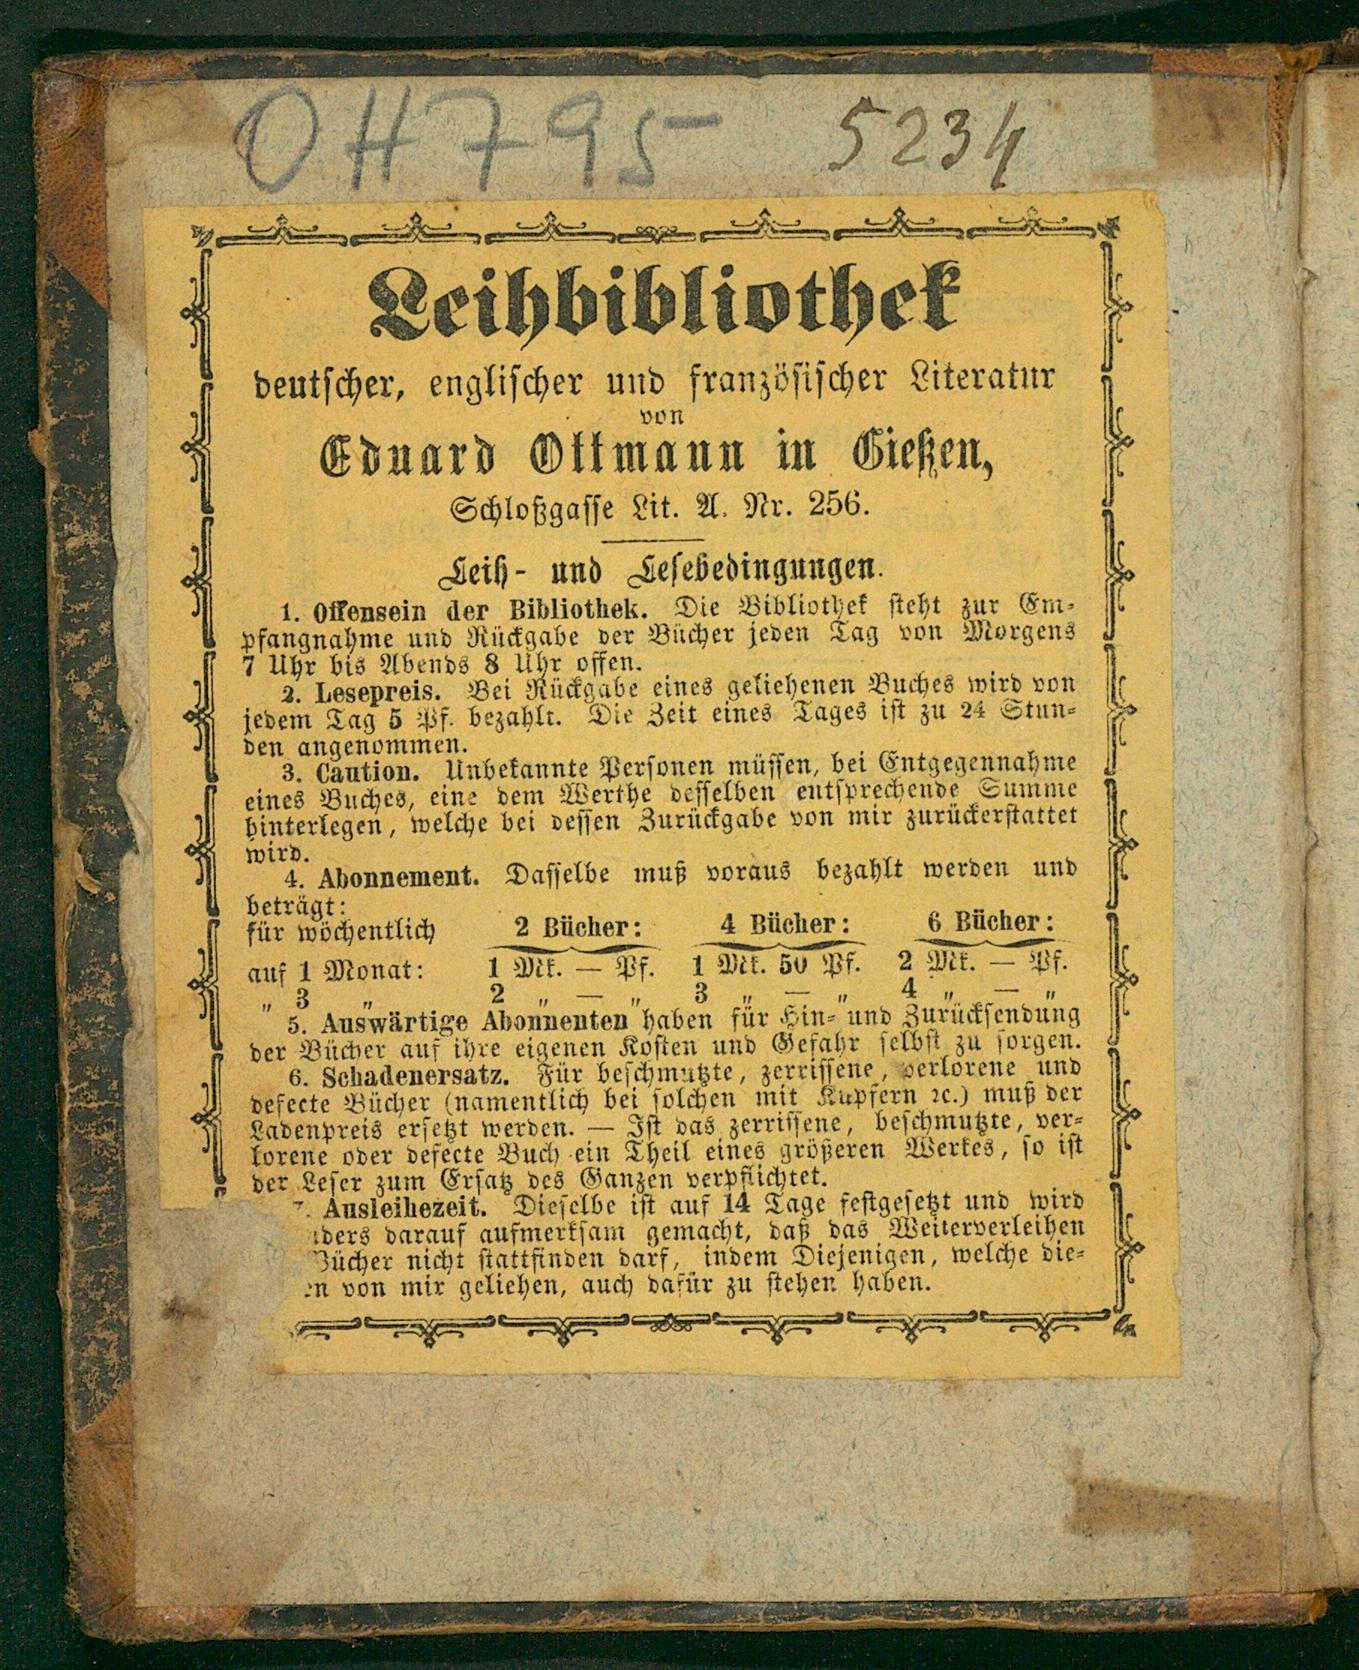 OH 795 5234
Leihbibliothek
deutscher, englischer und französischer Literatur
von
Eduard Ottmann in Gießen,
Schloßgasse Lit. A. Nr. 256.
Leih- und Lesebedingungen.
1. Offensein der Bibliothek. Die Bibliothek steht zur Em-
pfangnahme und Rückgabe der Bücher jeden Tag von Morgens
7 Uhr bis Abends 8 Uhr offen.
2. Lesepreis. Bei Rückgabe eines geliehenen Buches wird von
jedem Tag 5 Pf. bezahlt. Die Zeit eines Tages ist zu 24 Stun-
den angenommen.
3. Caution. Unbekannte Personen müssen, bei Entgegennahme
eines Buches, eine dem Werthe desselben entsprechende Summe
hinterlegen, welche bei dessen Zurückgabe von mir zurückerstattet
wird.
4. Abonnement. Dasselbe muß voraus bezahlt werden und
beträgt:
für wöchentlich 2 Bücher: 4 Bücher: 6 Bücher:
auf 1 Monat: 1 Mk. — Pf. 1 Mk. 50 Pf. 2 Mk. — Pf.
„ 3 „ 2 „ — „ 3 „ — „ 4 „ — „
5. Auswärtige Abonnenten haben für Hin- und Zurücksendung
der Bücher auf ihre eigenen Kosten und Gefahr selbst zu sorgen.
6. Schadenersatz. Für beschmutzte, zerrissene, verlorene und
defecte Bücher (namentlich bei solchen mit Kupfern ꝛc.) muß der
Ladenpreis ersetzt werden. — Ist das zerrissene, beschmutzte, ver-
lorene oder defecte Buch ein Theil eines größeren Werkes, so ist
der Leser zum Ersatz des Ganzen verpflichtet.
7. Ausleihezeit. Dieselbe ist auf 14 Tage festgesetzt und wird
ders darauf aufmerksam gemacht, daß das Weiterverleihen
Bücher nicht stattfinden darf, indem Diejenigen, welche die-
en von mir geliehen, auch dafür zu stehen haben.